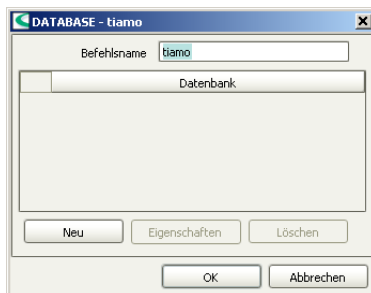 DATABASE - tiamo
Befehlsname tiamo
Datenbank
Neu Eigenschaften Löschen
OK Abbrechen